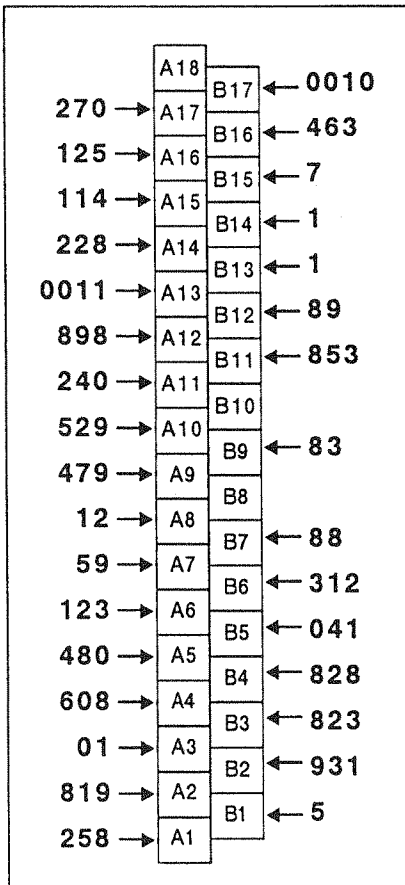 A18
B17 ← 0010
270 → A17
B16 ← 463
125 → A16
B15 ← 7
114 → A15
B14 ← 1
228 → A14
B13 ← 1
0011 → A13
B12 ← 89
898 → A12
B11 ← 853
240 → A11
B10
529 → A10
B9 ← 83
479 → A9
B8
12 → A8
B7 ← 88
59 → A7
B6 ← 312
123 → A6
B5 ← 041
480 → A5
B4 ← 828
608 → A4
B3 ← 823
01 → A3
B2 ← 931
819 → A2
B1 ← 5
258 → A1